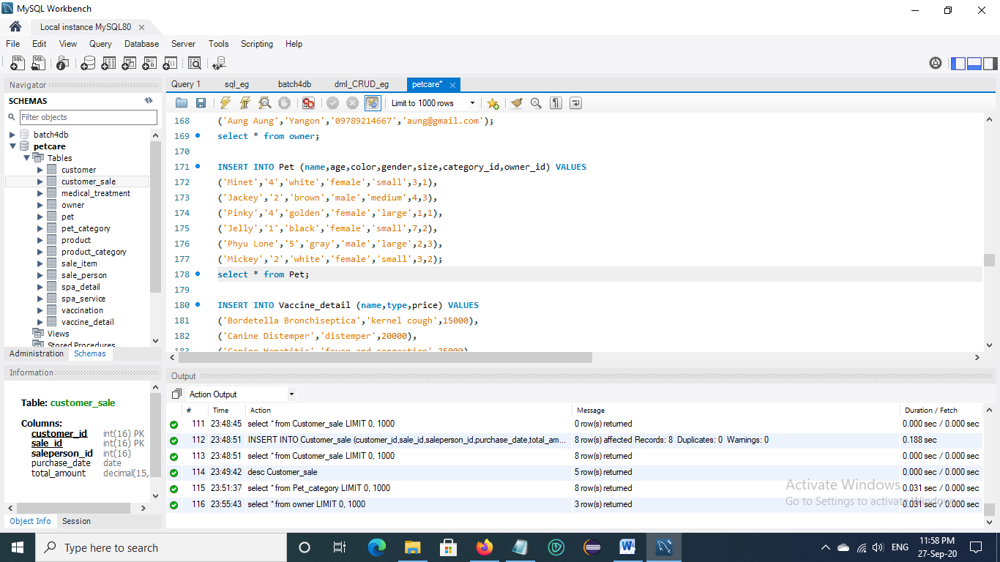 MySQL Workbench
Local instance MySQL80
File Edit View Query Database Server Tools Scripting Help
Navigator
SCHEMAS
Filter objects
batch4db
petcare
Tables
customer
customer_sale
medical_treatment
owner
pet
pet_category
product
product_category
sale_item
sale_person
spa_detail
spa_service
vaccination
vaccine_detail
Views
Stored Procedures
Administration Schemas
Information
Table: customer_sale
Columns:
customer_id int(16) PK
sale_id int(16) PK
saleperson_id int(16)
purchase_date date
total_amount decimal(15,
Object Info Session
Query 1 sql_eg batch4db dml_CRUD_eg petcare*
Limit to 1000 rows
168 ('Aung Aung','Yangon','09789214667','aung@gmail.com');
169 select * from owner;
170
171 INSERT INTO Pet (name,age,color,gender,size,category_id,owner_id) VALUES
172 ('Minet','4','white','female','small',3,1),
173 ('Jackey','2','brown','male','medium',4,3),
174 ('Pinky','4','golden','female','large',1,1),
175 ('Jelly','1','black','female','small',7,2),
176 ('Phyu Lone','5','gray','male','large',2,3),
177 ('Mickey','2','white','female','small',3,2);
178 select * from Pet;
179
180 INSERT INTO Vaccine_detail (name,type,price) VALUES
181 ('Bordetella Bronchiseptica','kernel cough',15000),
182 ('Canine Distemper','distemper',20000),
183 ('Canine Hepatitis','fever and congestion',25000)
Output
Action Output
# Time Action Message Duration / Fetch
111 23:48:45 select * from Customer_sale LIMIT 0, 1000 0 row(s) returned 0.000 sec / 0.000 sec
112 23:48:51 INSERT INTO Customer_sale (customer_id,sale_id,saleperson_id,purchase_date,total_am... 8 row(s) affected Records: 8 Duplicates: 0 Warnings: 0 0.188 sec
113 23:48:51 select * from Customer_sale LIMIT 0, 1000 8 row(s) returned 0.000 sec / 0.000 sec
114 23:49:42 desc Customer_sale 5 row(s) returned 0.000 sec / 0.000 sec
115 23:51:37 select * from Pet_category LIMIT 0, 1000 8 row(s) returned 0.031 sec / 0.000 sec
116 23:55:43 select * from owner LIMIT 0, 1000 3 row(s) returned 0.031 sec / 0.000 sec
Activate Windows
Go to Settings to activate Windows.
Type here to search
ENG
11:58 PM
27-Sep-20